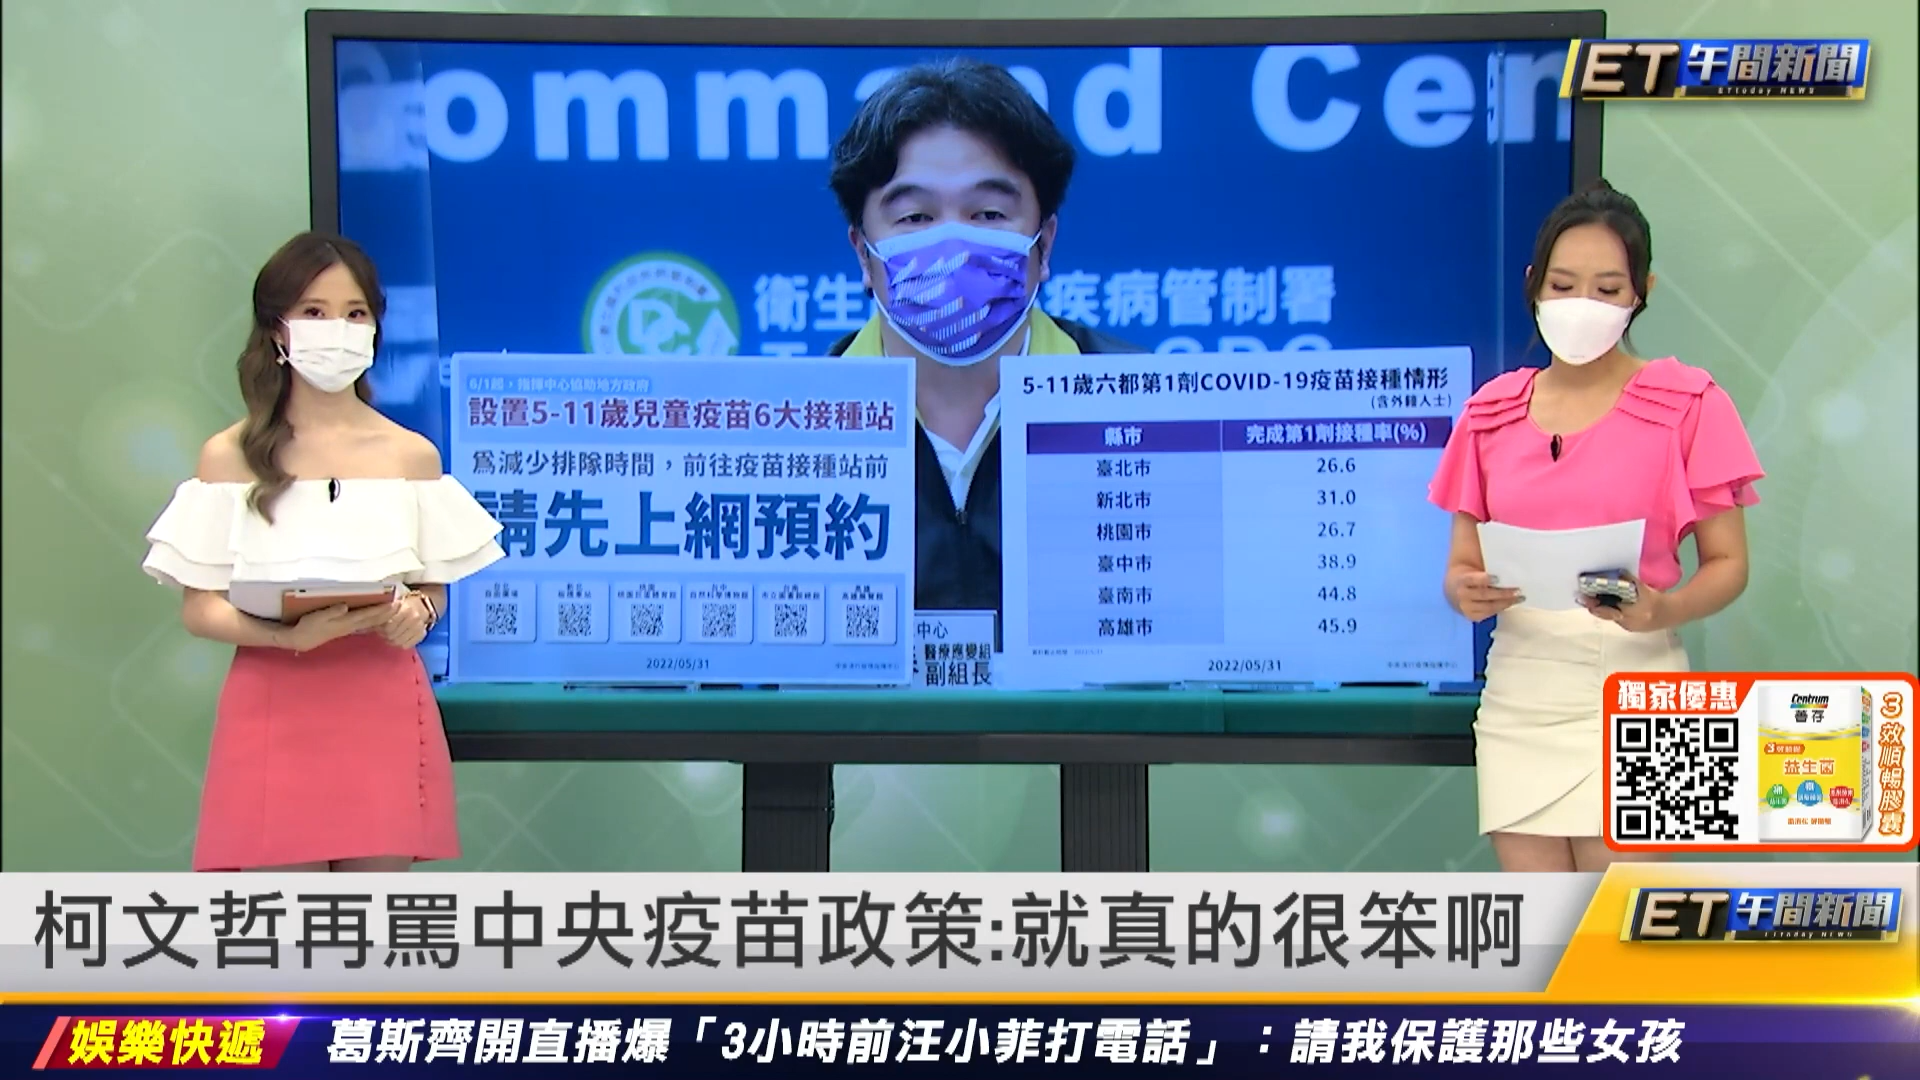 ommand Cen
ET 午間新聞
ETtoday NEWS
衛生 疾病管制署
6/1起，指揮中心協助地方政府
設置5-11歲兒童疫苗6大接種站
為減少排隊時間，前往疫苗接種站前
請先上網預約
2022/05/31
中心
醫療應變組
副組長
5-11歲六都第1劑COVID-19疫苗接種情形
(含外籍人士)
縣市 完成第1劑接種率(%)
臺北市 26.6
新北市 31.0
桃園市 26.7
臺中市 38.9
臺南市 44.8
高雄市 45.9
2022/05/31
獨家優惠
Centrum
善存
益生菌
3效順暢膠囊
柯文哲再罵中央疫苗政策:就真的很笨啊
ET 午間新聞
ETtoday NEWS
娛樂快遞 葛斯齊開直播爆「3小時前汪小菲打電話」：請我保護那些女孩